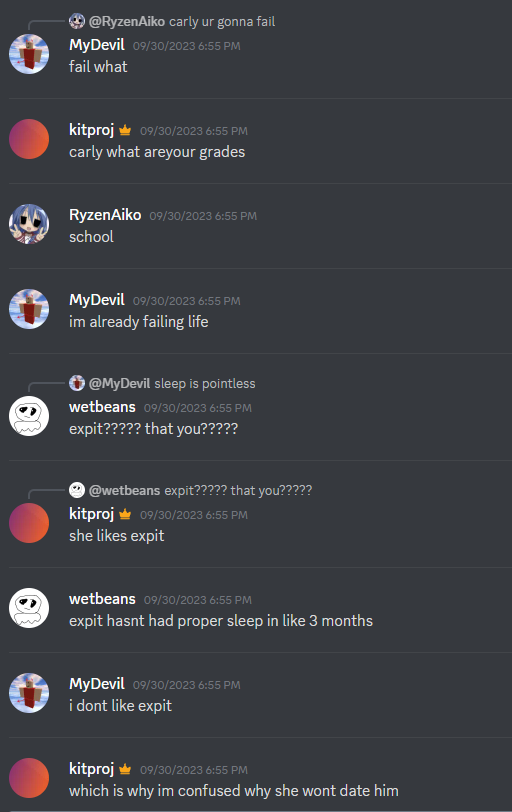 @RyzenAiko carly ur gonna fail
MyDevil 09/30/2023 6:55 PM
fail what
kitproj 09/30/2023 6:55 PM
carly what areyour grades
RyzenAiko 09/30/2023 6:55 PM
school
MyDevil 09/30/2023 6:55 PM
im already failing life
@MyDevil sleep is pointless
wetbeans 09/30/2023 6:55 PM
expit????? that you?????
@wetbeans expit????? that you?????
kitproj 09/30/2023 6:55 PM
she likes expit
wetbeans 09/30/2023 6:55 PM
expit hasnt had proper sleep in like 3 months
MyDevil 09/30/2023 6:55 PM
i dont like expit
kitproj 09/30/2023 6:55 PM
which is why im confused why she wont date him